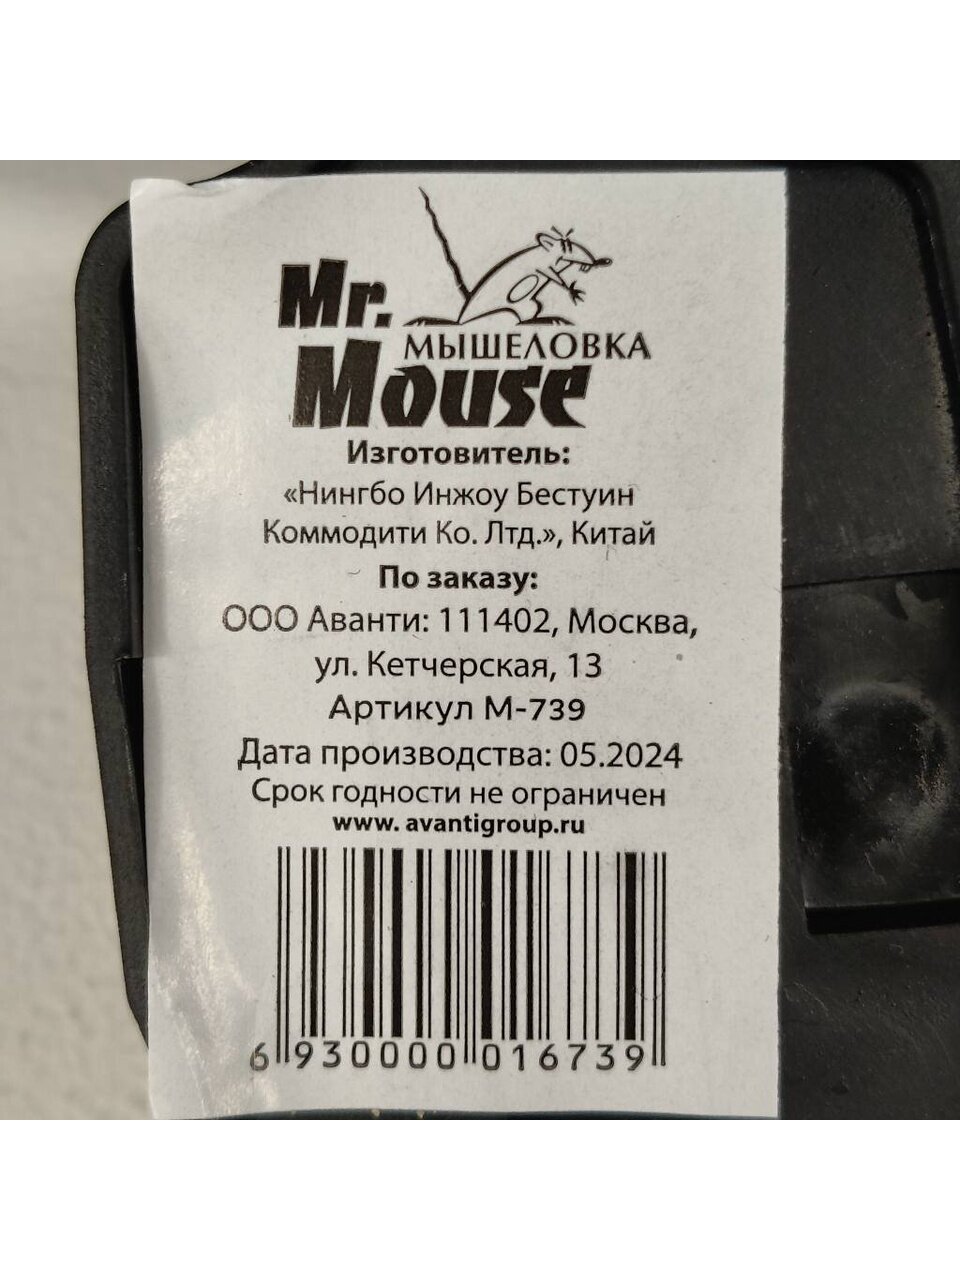 Mr.
МЫШЕЛОВКА
Mouse
Изготовитель:
«Нингбо Инжоу Бестуин
Коммодити Ко. Лтд.», Китай
По заказу:
ООО Аванти: 111402, Москва,
ул. Кетчерская, 13
Артикул М-739
Дата производства: 05.2024
Срок годности не ограничен
www. avantigroup.ru
6 930000 016739